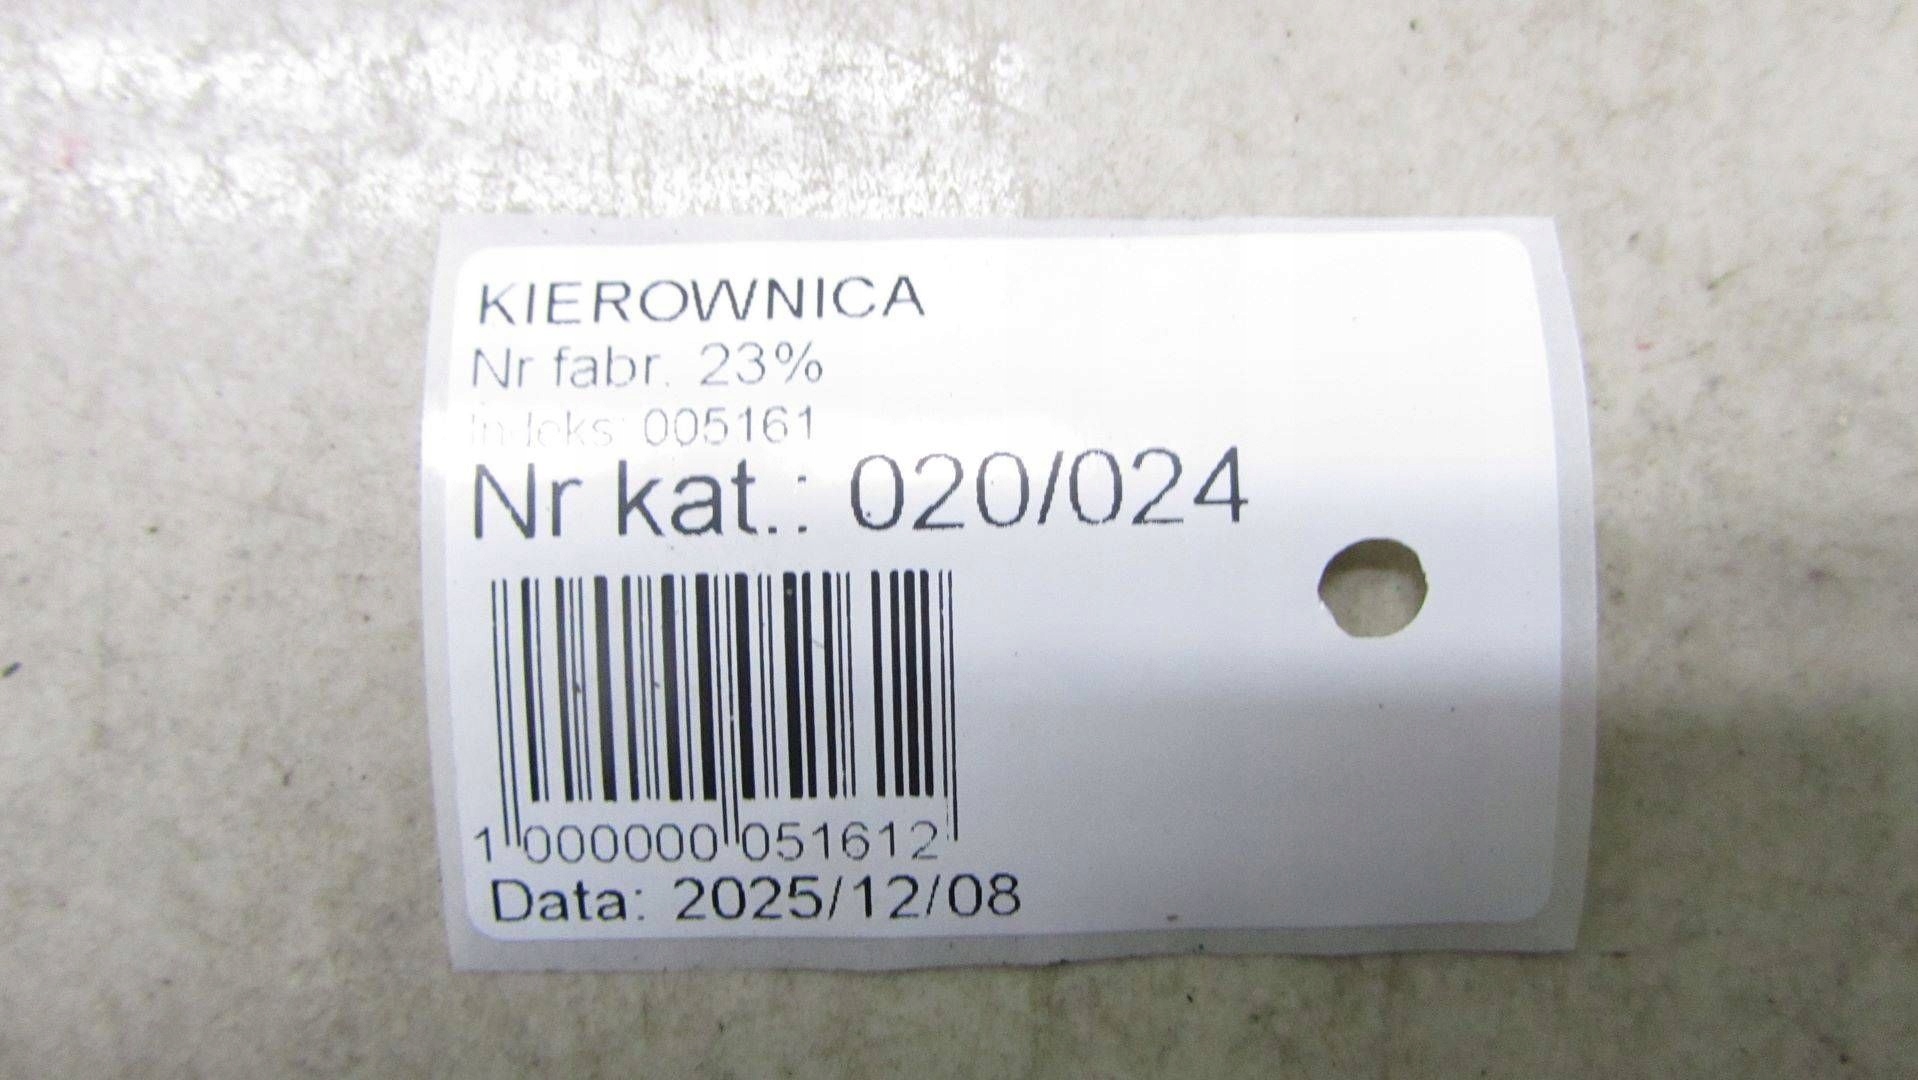 KIEROWNICA
Nr fabr. 23%
Indeks: 005161
Nr kat.: 020/024
1 000000 051612
Data: 2025/12/08